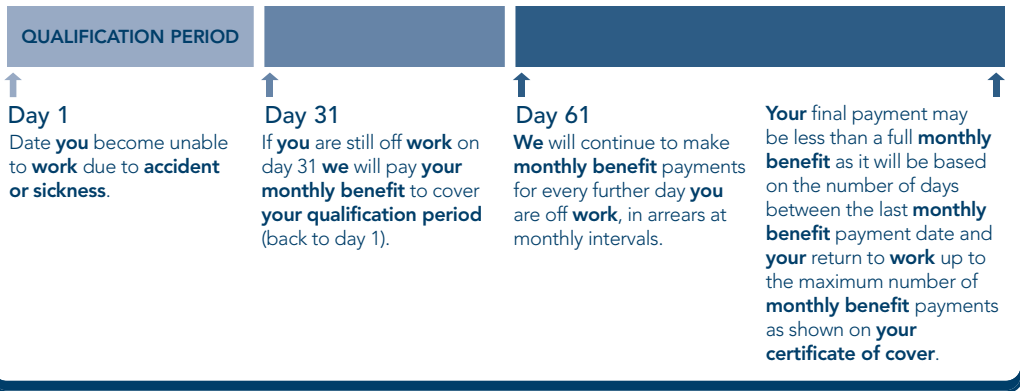 QUALIFICATION PERIOD
Day 1
Date you become unable
to work due to accident
or sickness.
Day 31
If you are still off work on
day 31 we will pay your
monthly benefit to cover
your qualification period
(back to day 1).
Day 61
We will continue to make
monthly benefit payments
for every further day you
are off work, in arrears at
monthly intervals.
Your final payment may
be less than a full monthly
benefit as it will be based
on the number of days
between the last monthly
benefit payment date and
your return to work up to
the maximum number of
monthly benefit payments
as shown on your
certificate of cover.